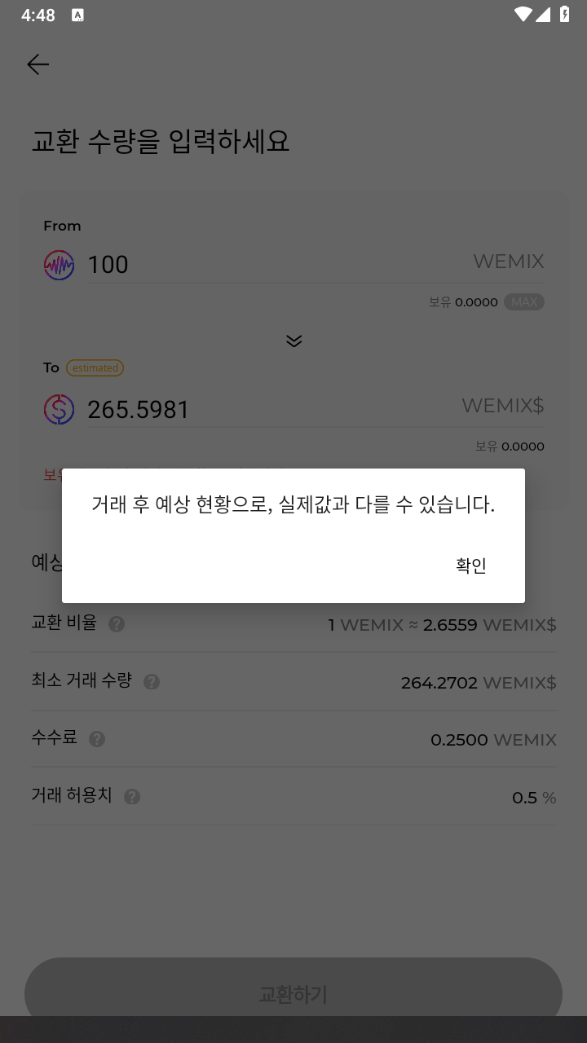 4:48 A
교환 수량을 입력하세요
From
100 WEMIX
보유 0.0000 MAX
To estimated
265.5981 WEMIX$
보유 0.0000
거래 후 예상 현황으로, 실제값과 다를 수 있습니다.
확인
예상
교환 비율 ? 1 WEMIX ≈ 2.6559 WEMIX$
최소 거래 수량 ? 264.2702 WEMIX$
수수료 ? 0.2500 WEMIX
거래 허용치 ? 0.5 %
교환하기